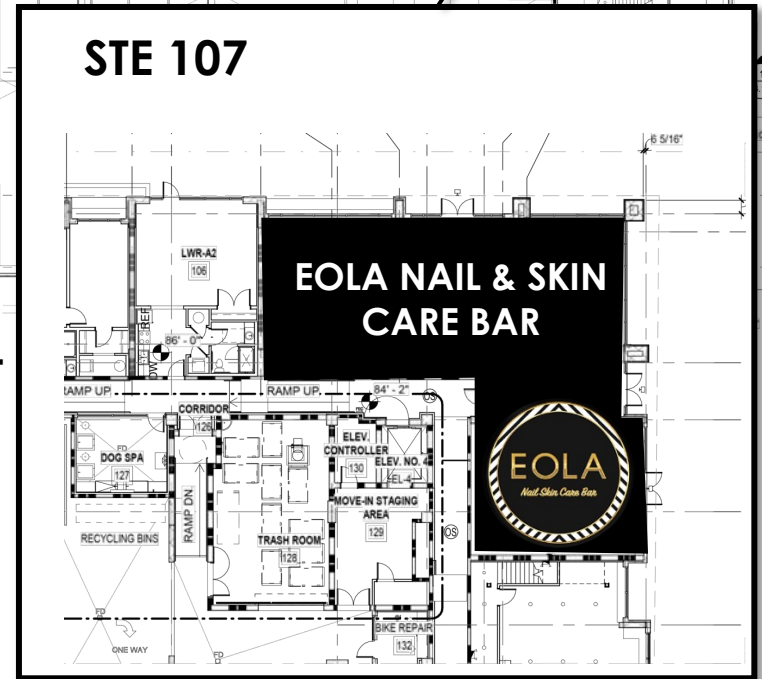 STE 107
6 5/16"
LWR-A2
106
EOLA NAIL & SKIN
CARE BAR
REF
86' - 0"
DW
RAMP UP
RAMP UP
84' - 2"
OS
CORRIDOR
126
FD
DOG SPA
127
ELEV.
CONTROLLER
130
ELEV. NO. 4
EL-4
EOLA
Nail Skin Care Bar
RAMP DN
MOVE-IN STAGING
AREA
129
RECYCLING BINS
TRASH ROOM
128
OS
FD
ONE WAY
FD
BIKE REPAIR
132